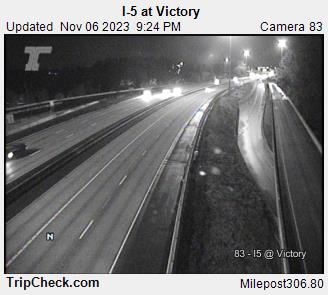 I-5 at Victory
Updated Nov 06 2023 9:24 PM Camera 83
T
N
83 - I5 @ Victory
TripCheck.com Milepost306.80